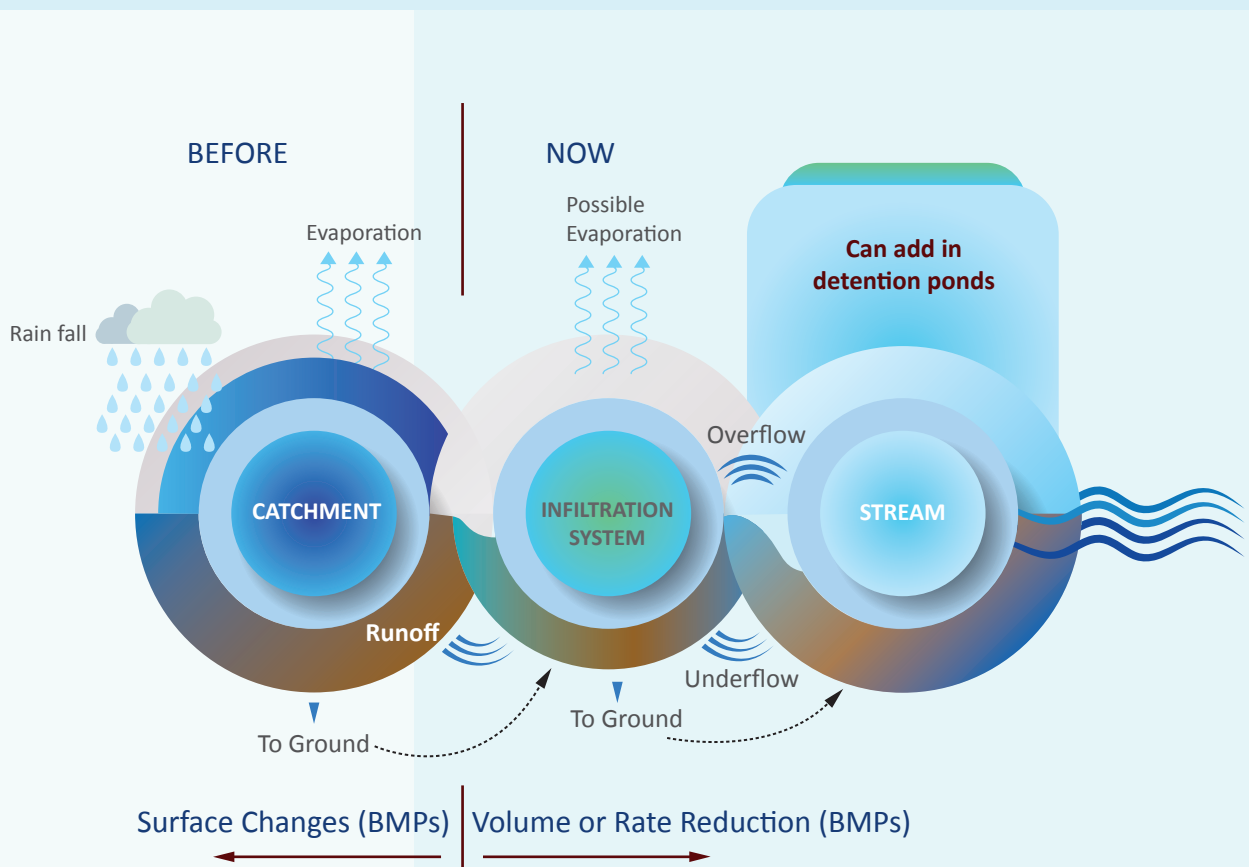 BEFORE
NOW
Evaporation
Possible
Evaporation
Can add in
detention ponds
Rain fall
Overflow
CATCHMENT
INFILTRATION
SYSTEM
STREAM
Runoff
Underflow
To Ground
To Ground
Surface Changes (BMPs)
Volume or Rate Reduction (BMPs)